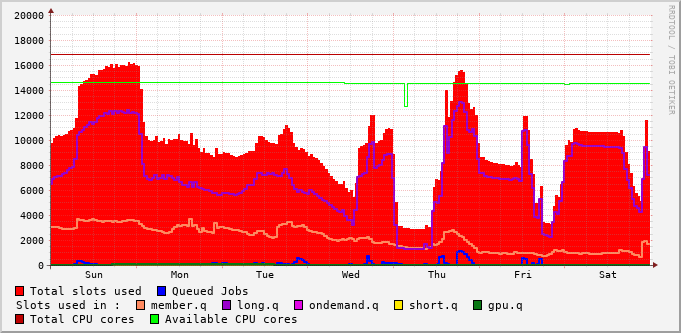 20000
18000
16000
14000
12000
10000
8000
6000
4000
2000
0
Sun Mon Tue Wed Thu Fri Sat
RRDTOOL / TOBI OETIKER
Total slots used Queued Jobs
Slots used in : member.q long.q ondemand.q short.q gpu.q
Total CPU cores Available CPU cores